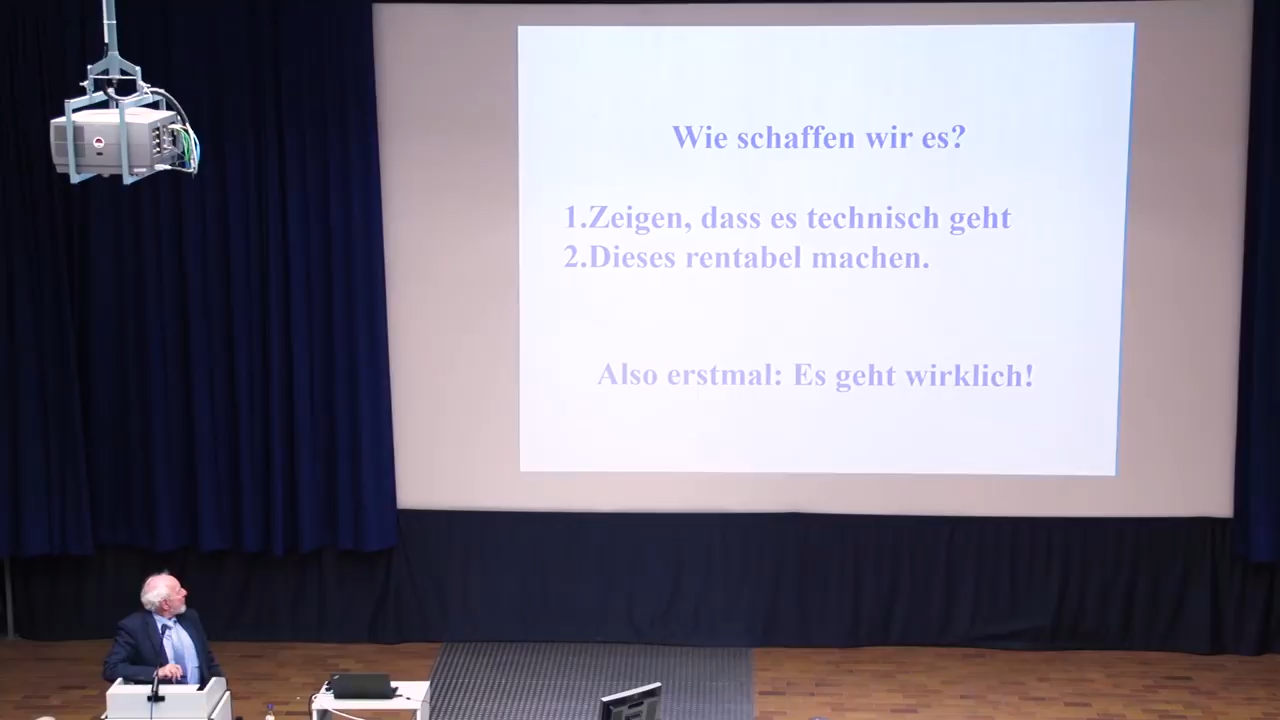 Wie schaffen wir es?
1.Zeigen, dass es technisch geht
2.Dieses rentabel machen.
Also erstmal: Es geht wirklich!